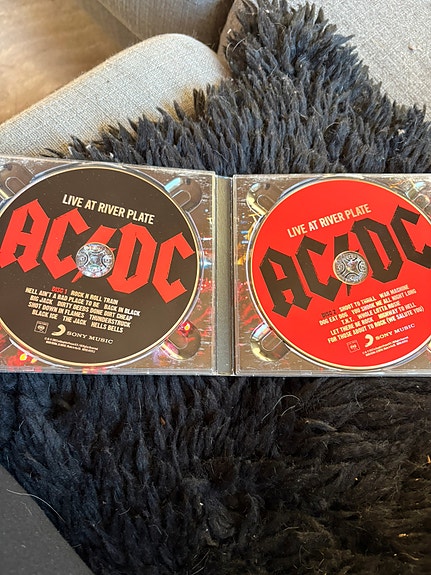 LIVE AT RIVER PLATE
AC/DC
DISC 1 ROCK N ROLL TRAIN
HELL AIN'T A BAD PLACE TO BE BACK IN BLACK
BIG JACK DIRTY DEEDS DONE DIRT CHEAP
SHOT DOWN IN FLAMES THUNDERSTRUCK
BLACK ICE THE JACK HELLS BELLS
SONY MUSIC
LIVE AT RIVER PLATE
AC/DC
DISC 2 SHOOT TO THRILL WAR MACHINE
DOG EAT DOG YOU SHOOK ME ALL NIGHT LONG
T.N.T. WHOLE LOTTA ROSIE
LET THERE BE ROCK HIGHWAY TO HELL
FOR THOSE ABOUT TO ROCK (WE SALUTE YOU)
SONY MUSIC